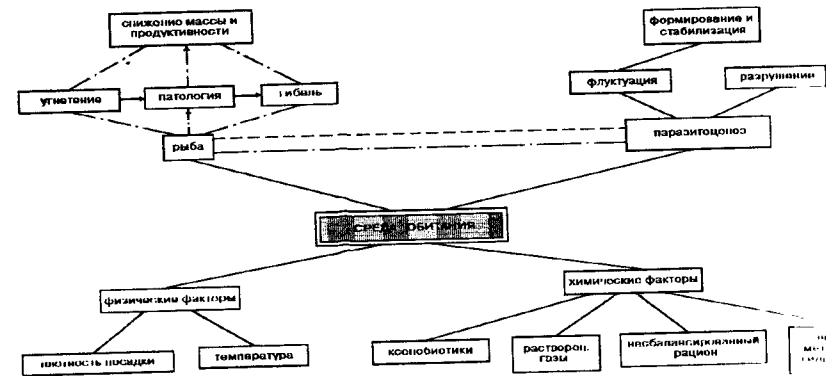 снижение массы и
продуктивности
формирование и
стабилизация
флуктуация
разрушение
угнетение
патология
гибель
рыба
паразитоценоз
СРЕДА ОБИТАНИЯ
физические факторы
химические факторы
плотность посадки
температура
ксенобиотики
раствором.
газы
несбалансированный
рацион